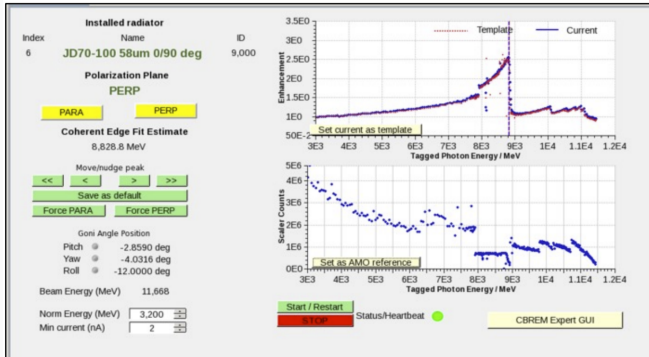 Installed radiator
Index Name ID
6 JD70-100 58um 0/90 deg 9,000
Polarization Plane
PERP
PARA PERP
Coherent Edge Fit Estimate
8,828.8 MeV
Move/nudge peak
<< < > >>
Save as default
Force PARA Force PERP
Goni Angle Position
Pitch -2.8590 deg
Yaw -4.0316 deg
Roll -12.0000 deg
Beam Energy (MeV) 11,668
Norm Energy (MeV) 3,200
Min current (nA) 2
Template Current
Enhancement
3.5E0
3E0
2.5E0
2E0
1.5E0
1E0
50E-2
Set current as template
3E3 4E3 5E3 6E3 7E3 8E3 9E3 1E4 1.1E4 1.2E4
Tagged Photon Energy / MeV
Scaler Counts
5E6
4E6
3E6
2E6
1E6
0E0
Set as AMO reference
3E3 4E3 5E3 6E3 7E3 8E3 9E3 1E4 1.1E4 1.2E4
Tagged Photon Energy / MeV
Start / Restart
STOP
Status/Heartbeat
CBREM Expert GUI